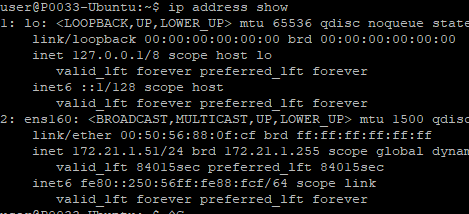 user@P0033-Ubuntu:~$ ip address show
1: lo: <LOOPBACK,UP,LOWER_UP> mtu 65536 qdisc noqueue state
link/loopback 00:00:00:00:00:00 brd 00:00:00:00:00:00
inet 127.0.0.1/8 scope host lo
valid_lft forever preferred_lft forever
inet6 ::1/128 scope host
valid_lft forever preferred_lft forever
2: ens160: <BROADCAST,MULTICAST,UP,LOWER_UP> mtu 1500 qdisc
link/ether 00:50:56:88:0f:cf brd ff:ff:ff:ff:ff:ff
inet 172.21.1.51/24 brd 172.21.1.255 scope global dynam
valid_lft 84015sec preferred_lft 84015sec
inet6 fe80::250:56ff:fe88:fcf/64 scope link
valid_lft forever preferred_lft forever
user@P0033-Ubuntu:~$ ^C